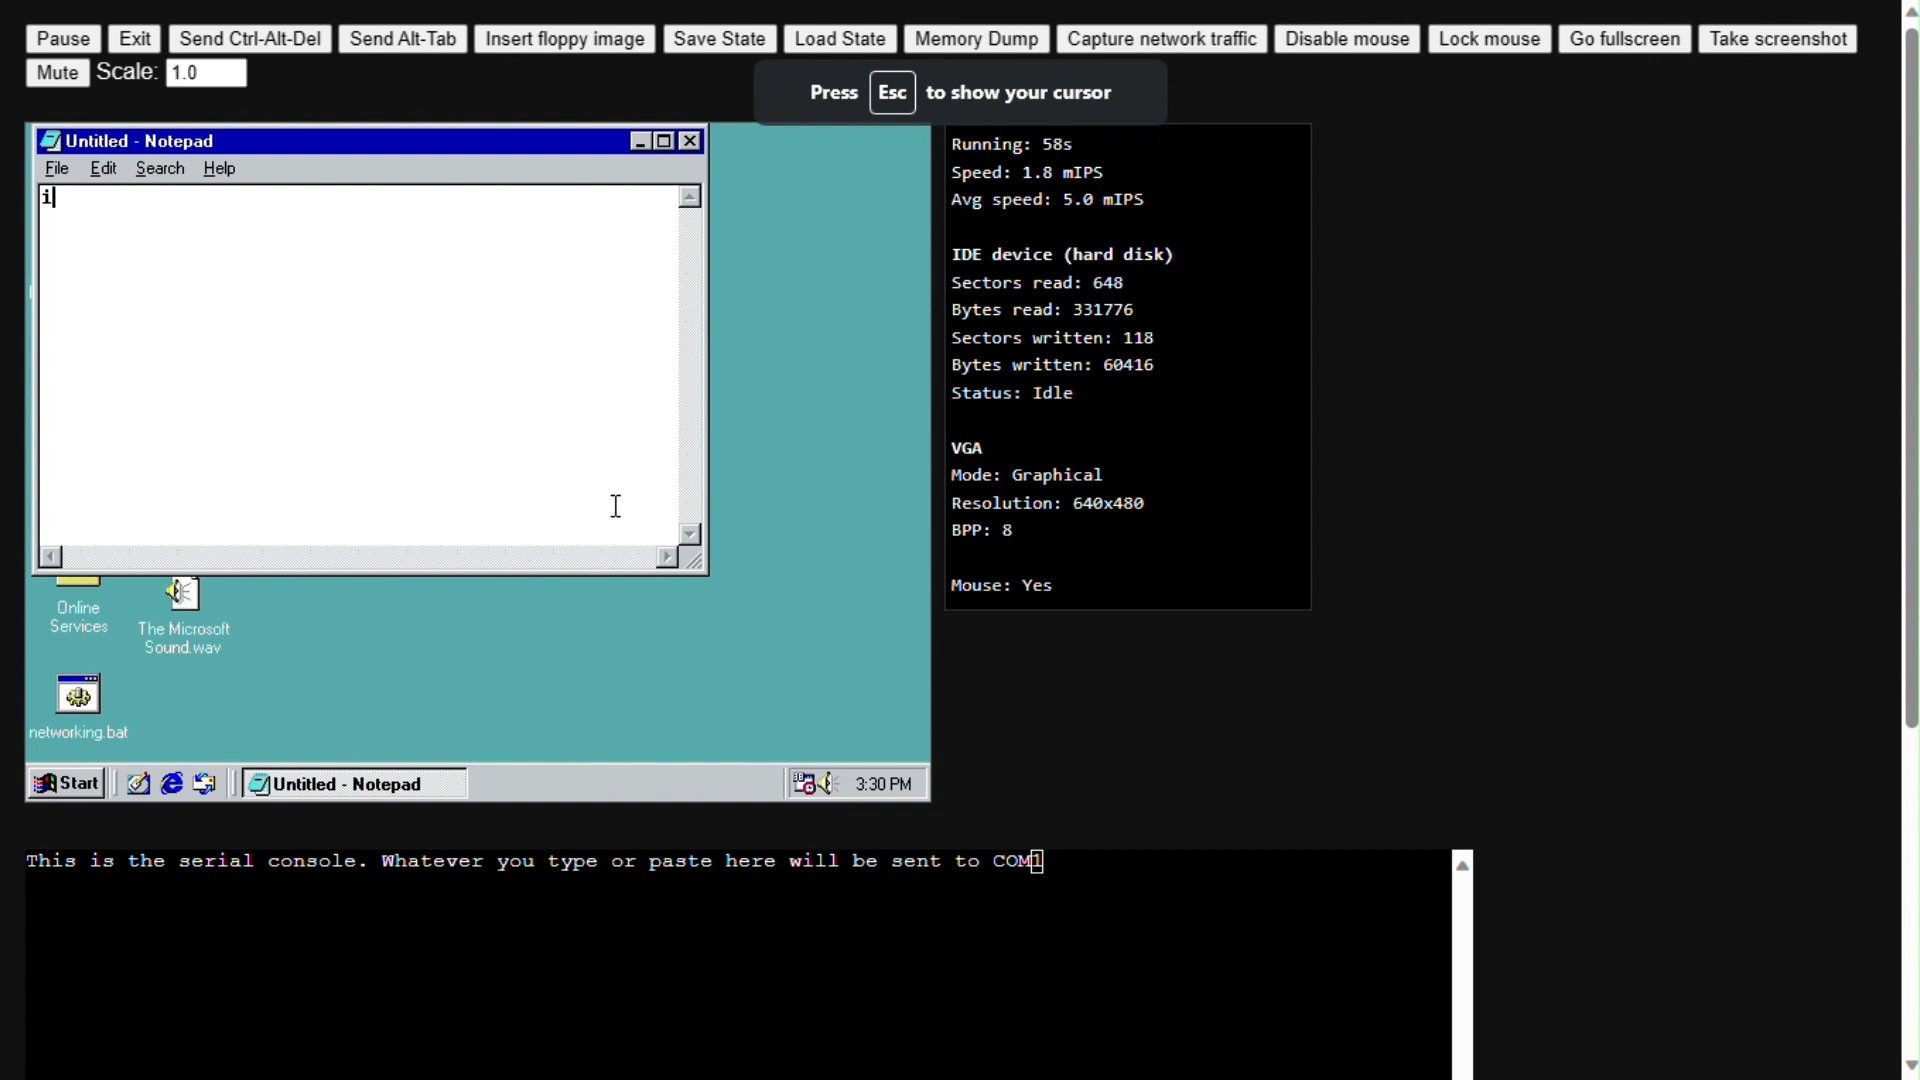 Pause Exit Send Ctrl-Alt-Del Send Alt-Tab Insert floppy image Save State Load State Memory Dump Capture network traffic Disable mouse Lock mouse Go fullscreen Take screenshot
Mute Scale: 1.0
Press Esc to show your cursor
Untitled - Notepad
File Edit Search Help
i
Online Services
The Microsoft Sound.wav
networking.bat
Start Untitled - Notepad 3:30 PM
Running: 58s
Speed: 1.8 mIPS
Avg speed: 5.0 mIPS
IDE device (hard disk)
Sectors read: 648
Bytes read: 331776
Sectors written: 118
Bytes written: 60416
Status: Idle
VGA
Mode: Graphical
Resolution: 640x480
BPP: 8
Mouse: Yes
This is the serial console. Whatever you type or paste here will be sent to COM1